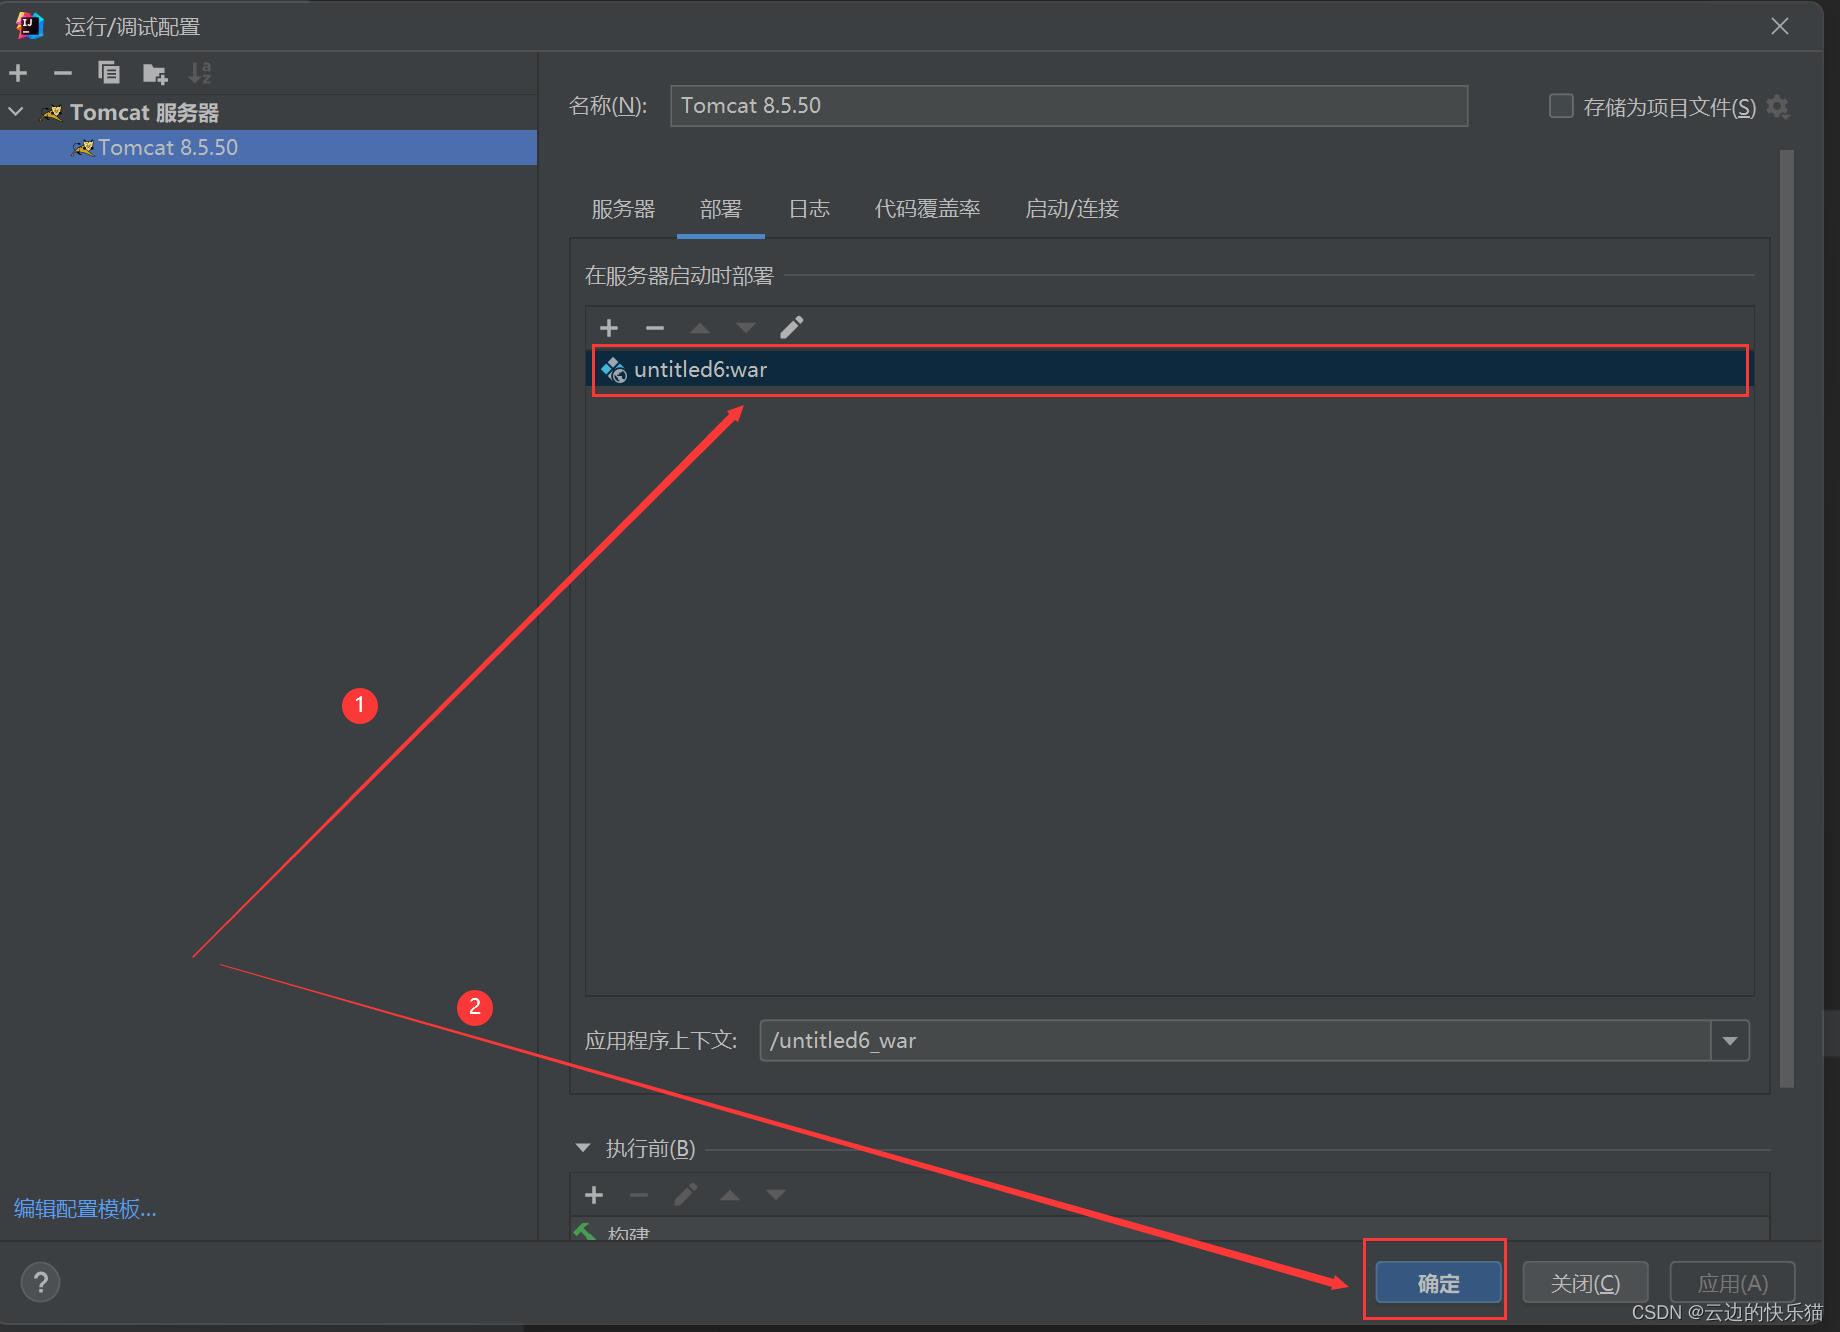 运行/调试配置
Tomcat 服务器
Tomcat 8.5.50
名称(N):
Tomcat 8.5.50
存储为项目文件(S)
服务器
部署
日志
代码覆盖率
启动/连接
在服务器启动时部署
untitled6:war
1
2
应用程序上下文:
/untitled6_war
执行前(B)
构建
编辑配置模板...
?
确定
关闭(C)
应用(A)
CSDN @云边的快乐猫